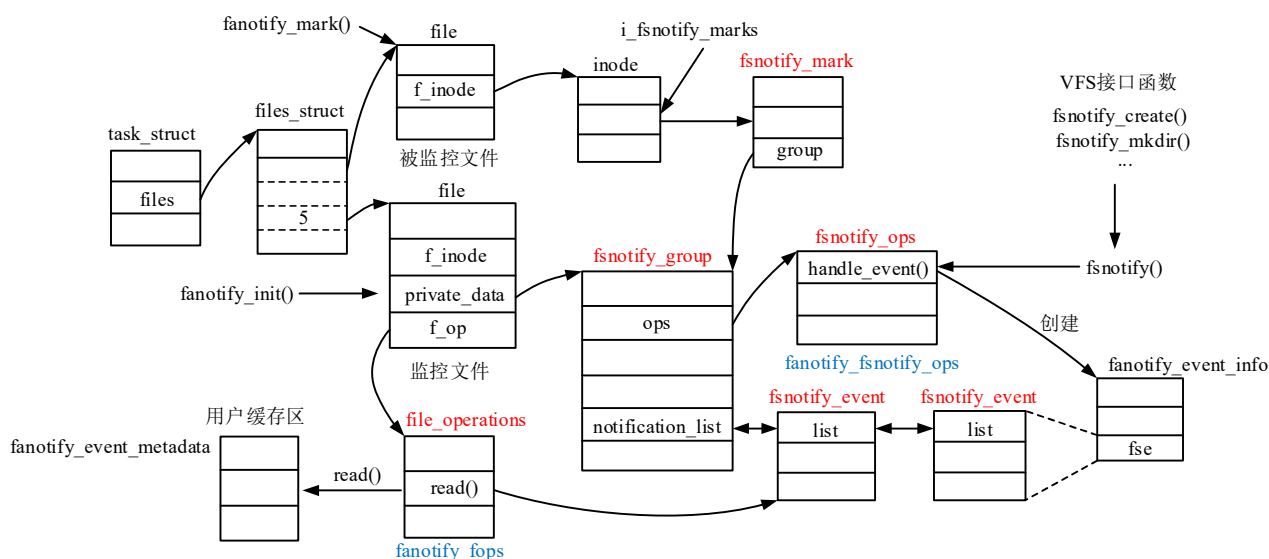 fanotify_mark()
file
i_fsnotify_marks
inode
fsnotify_mark
f_inode
VFS接口函数
fsnotify_create()
fsnotify_mkdir()
...
files_struct
task_struct
group
被监控文件
files
file
5
fsnotify_group
fsnotify_ops
f_inode
handle_event()
fsnotify()
fanotify_init()
private_data
ops
f_op
创建
监控文件
fanotify_fsnotify_ops
fanotify_event_info
用户缓存区
file_operations
fsnotify_event
fsnotify_event
fanotify_event_metadata
notification_list
list
list
fse
read()
read()
fanotify_fops